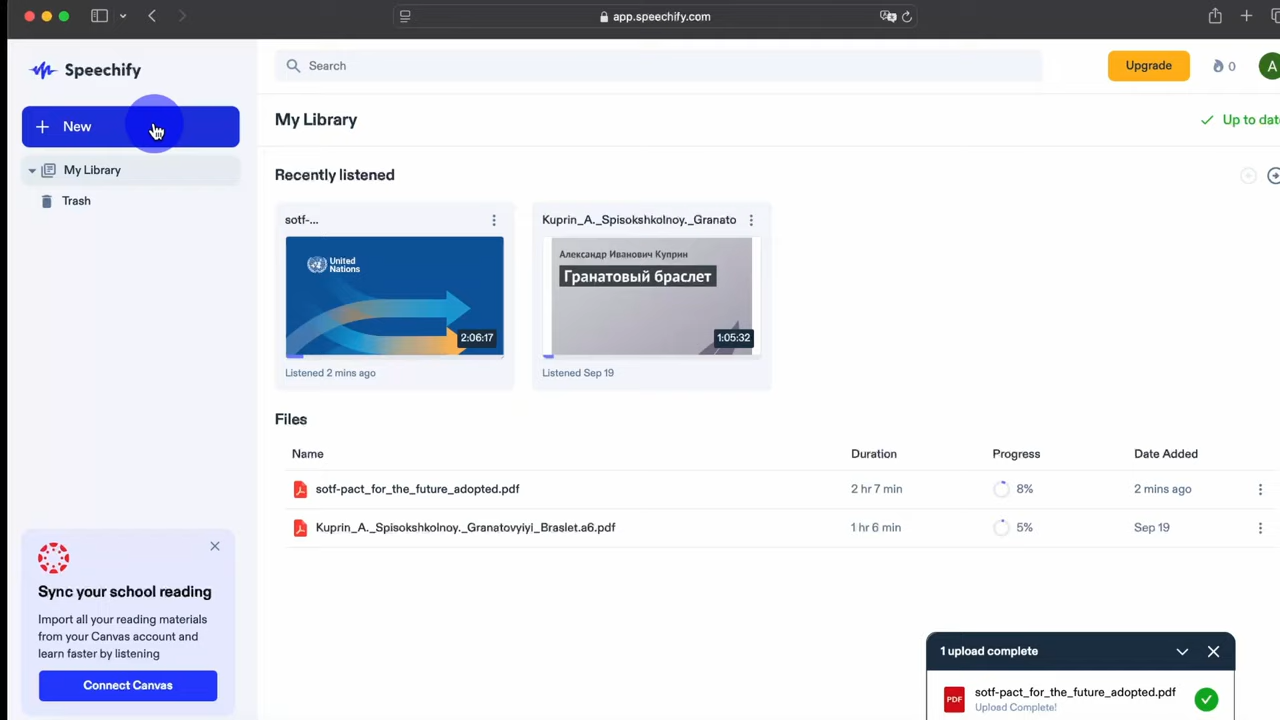 app.speechify.com
Speechify
Search
Upgrade
0
A
New
My Library
Up to date
My Library
Trash
Recently listened
sotf-...
Kuprin_A._Spisokshkolnoy._Granato
United
Nations
2:06:17
Александр Иванович Куприн
Гранатовый браслет
1:05:32
Listened 2 mins ago
Listened Sep 19
Files
Name Duration Progress Date Added
sotf-pact_for_the_future_adopted.pdf 2 hr 7 min 8% 2 mins ago
Kuprin_A._Spisokshkolnoy._Granatovyiyi_Braslet.a6.pdf 1 hr 6 min 5% Sep 19
Sync your school reading
Import all your reading materials
from your Canvas account and
learn faster by listening
Connect Canvas
1 upload complete
PDF
sotf-pact_for_the_future_adopted.pdf
Upload Complete!